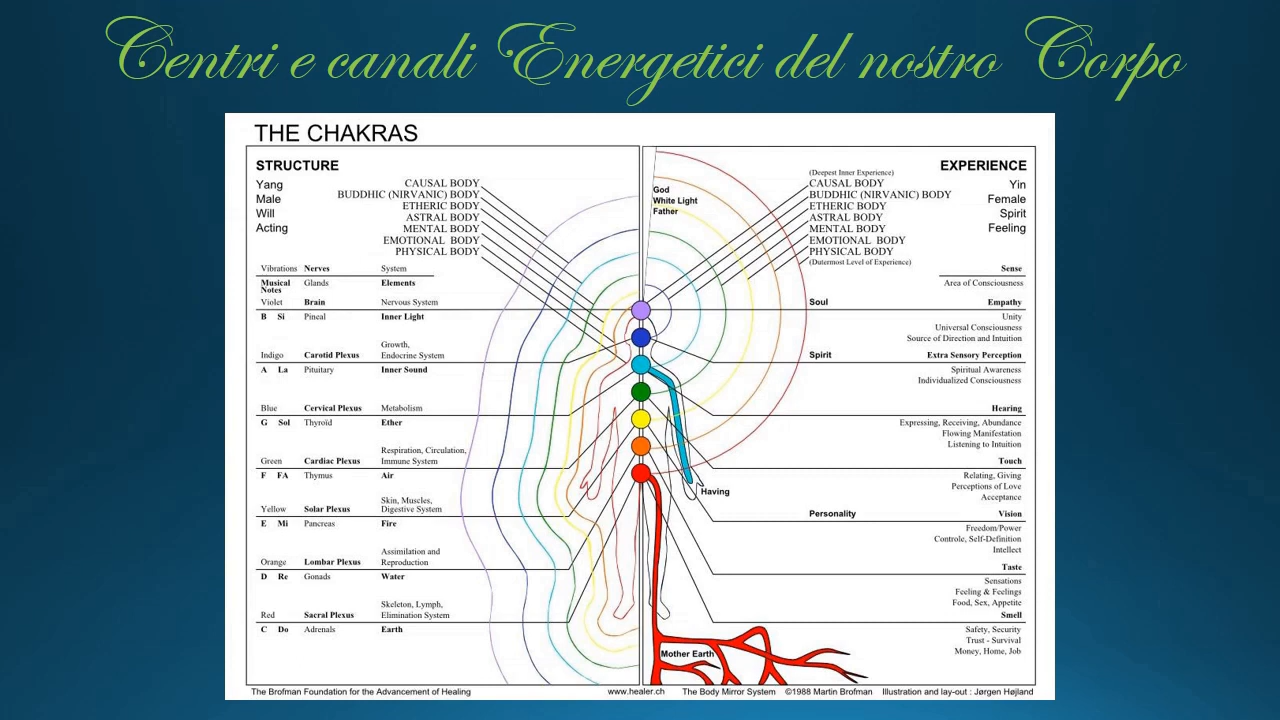 Centri e canali Energetici del nostro Corpo
THE CHAKRAS
STRUCTURE
Yang
Male
Will
Acting
CAUSAL BODY
BUDDHIC (NIRVANIC) BODY
ETHERIC BODY
ASTRAL BODY
MENTAL BODY
EMOTIONAL BODY
PHYSICAL BODY
Vibrations Nerves System
Musical Notes Glands Elements
Violet Brain Nervous System
B Si Pineal Inner Light
Growth,
Indigo Carotid Plexus Endocrine System
A La Pituitary Inner Sound
Blue Cervical Plexus Metabolism
G Sol Thyroïd Ether
Respiration, Circulation,
Green Cardiac Plexus Immune System
F FA Thymus Air
Skin, Muscles,
Yellow Solar Plexus Digestive System
E Mi Pancreas Fire
Assimilation and
Orange Lombar Plexus Reproduction
D Re Gonads Water
Skeleton, Lymph,
Red Sacral Plexus Elimination System
C Do Adrenals Earth
God
White Light
Father
(Deepest Inner Experience)
CAUSAL BODY
BUDDHIC (NIRVANIC) BODY
ETHERIC BODY
ASTRAL BODY
MENTAL BODY
EMOTIONAL BODY
PHYSICAL BODY
(Outermost Level of Experience)
EXPERIENCE
Yin
Female
Spirit
Feeling
Sense
Area of Consciousness
Soul Empathy
Unity
Universal Consciousness
Source of Direction and Intuition
Spirit Extra Sensory Perception
Spiritual Awareness
Individualized Consciousness
Hearing
Expressing, Receiving, Abundance
Flowing Manifestation
Listening to Intuition
Touch
Relating, Giving
Perceptions of Love
Acceptance
Having
Personality Vision
Freedom/Power
Controle, Self-Definition
Intellect
Taste
Sensations
Feeling & Feelings
Food, Sex, Appetite
Smell
Safety, Security
Trust - Survival
Money, Home, Job
Mother Earth
The Brofman Foundation for the Advancement of Healing www.healer.ch The Body Mirror System ©1988 Martin Brofman Illustration and lay-out : Jørgen Højland